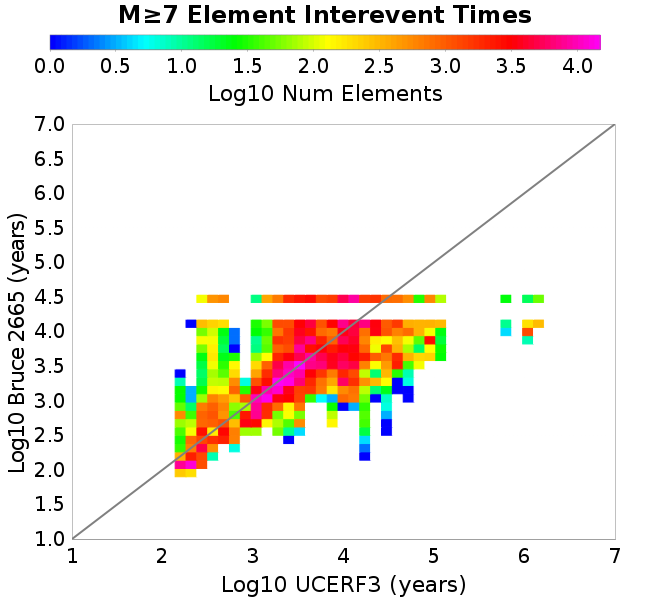 M≥7 Element Interevent Times
0.0 0.5 1.0 1.5 2.0 2.5 3.0 3.5 4.0
Log10 Num Elements
Log10 Bruce 2665 (years)
7.0
6.5
6.0
5.5
5.0
4.5
4.0
3.5
3.0
2.5
2.0
1.5
1.0
1 2 3 4 5 6 7
Log10 UCERF3 (years)